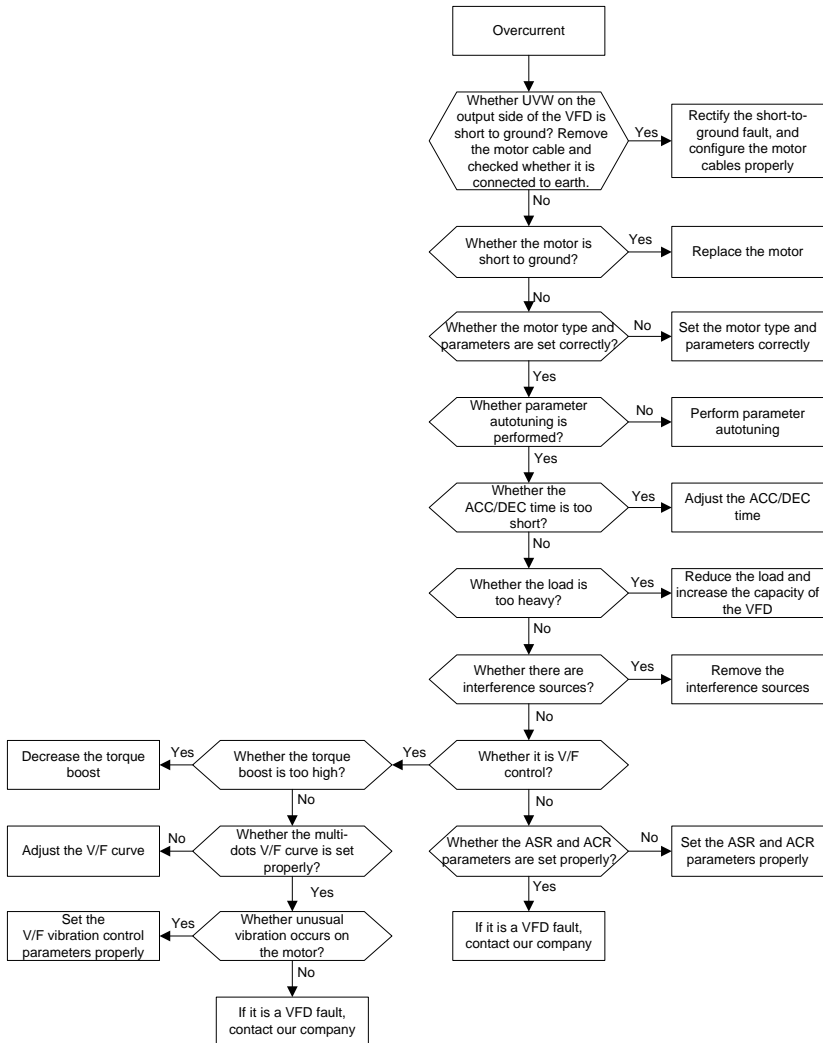 Overcurrent
Whether UVW on the
output side of the VFD is
short to ground? Remove
the motor cable and
checked whether it is
connected to earth.
Yes
Rectify the short-to-
ground fault, and
configure the motor
cables properly
No
Whether the motor is
short to ground?
Yes
Replace the motor
No
Whether the motor type and
parameters are set correctly?
No
Set the motor type and
parameters correctly
Yes
Whether parameter
autotuning is
performed?
No
Perform parameter
autotuning
Yes
Whether the
ACC/DEC time is too
short?
Yes
Adjust the ACC/DEC
time
No
Whether the load is
too heavy?
Yes
Reduce the load and
increase the capacity of
the VFD
No
Whether there are
interference sources?
Yes
Remove the
interference sources
No
Whether it is V/F
control?
Yes
Whether the torque
boost is too high?
Yes
Decrease the torque
boost
No
No
Whether the multi-
dots V/F curve is set
properly?
No
Adjust the V/F curve
Whether the ASR and ACR
parameters are set properly?
No
Set the ASR and ACR
parameters properly
Yes
Yes
Whether unusual
vibration occurs on
the motor?
Yes
Set the
V/F vibration control
parameters properly
If it is a VFD fault,
contact our company
No
If it is a VFD fault,
contact our company